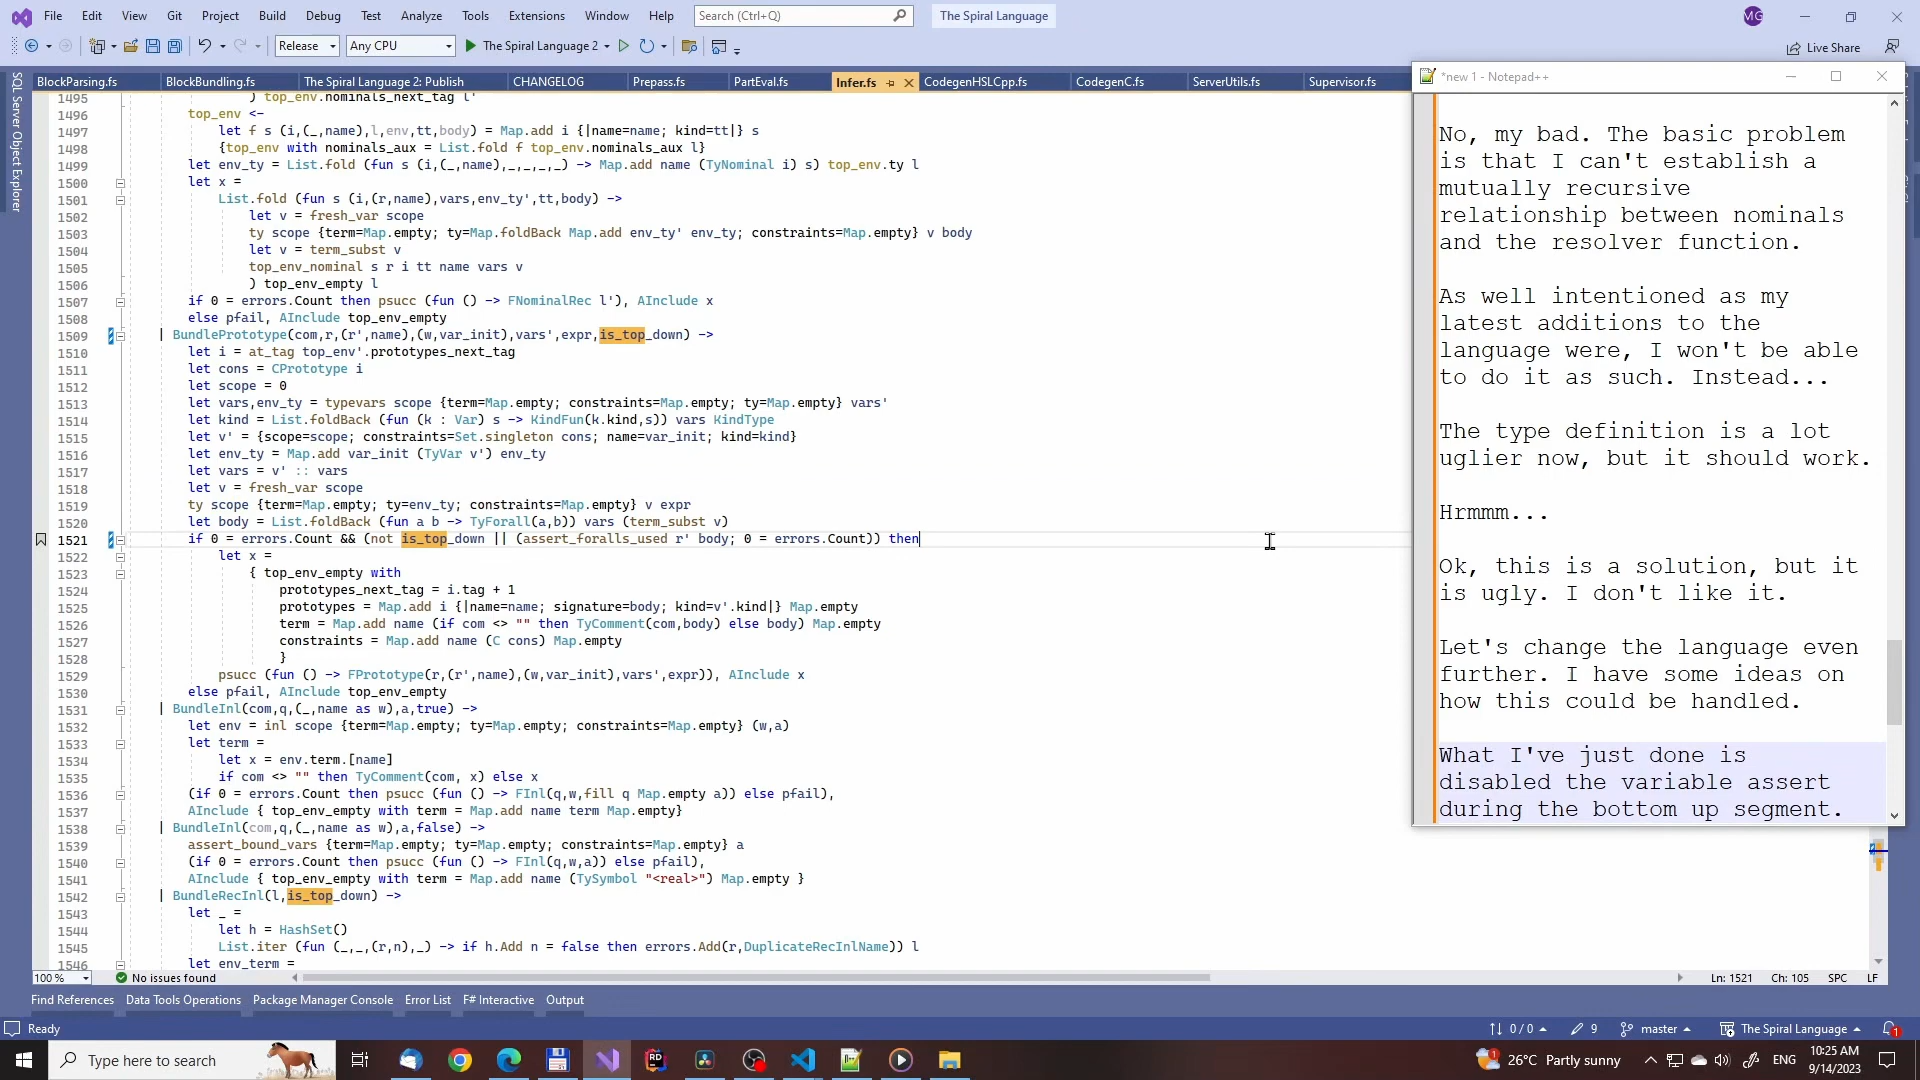 File Edit View Git Project Build Debug Test Analyze Tools Extensions Window Help Search (Ctrl+Q) The Spiral Language MG
Release Any CPU The Spiral Language 2 Live Share
BlockParsing.fs BlockBundling.fs The Spiral Language 2: Publish CHANGELOG Prepass.fs PartEval.fs Infer.fs CodegenHSLCpp.fs CodegenC.fs ServerUtils.fs Supervisor.fs
SQL Server Object Explorer
1495 ) top_env.nominals_next_tag l'
1496 top_env <-
1497 let f s (i,(_,name),l,env,tt,body) = Map.add i {|name=name; kind=tt|} s
1498 {top_env with nominals_aux = List.fold f top_env.nominals_aux l}
1499 let env_ty = List.fold (fun s (i,(_,name),_,_,_,_) -> Map.add name (TyNominal i) s) top_env.ty l
1500 let x =
1501 List.fold (fun s (i,(r,name),vars,env_ty',tt,body) ->
1502 let v = fresh_var scope
1503 ty scope {term=Map.empty; ty=Map.foldBack Map.add env_ty' env_ty; constraints=Map.empty} v body
1504 let v = term_subst v
1505 top_env_nominal s r i tt name vars v
1506 ) top_env_empty l
1507 if 0 = errors.Count then psucc (fun () -> FNominalRec l'), AInclude x
1508 else pfail, AInclude top_env_empty
1509 | BundlePrototype(com,r,(r',name),(w,var_init),vars',expr,is_top_down) ->
1510 let i = at_tag top_env'.prototypes_next_tag
1511 let cons = CPrototype i
1512 let scope = 0
1513 let vars,env_ty = typevars scope {term=Map.empty; constraints=Map.empty; ty=Map.empty} vars'
1514 let kind = List.foldBack (fun (k : Var) s -> KindFun(k.kind,s)) vars KindType
1515 let v' = {scope=scope; constraints=Set.singleton cons; name=var_init; kind=kind}
1516 let env_ty = Map.add var_init (TyVar v') env_ty
1517 let vars = v' :: vars
1518 let v = fresh_var scope
1519 ty scope {term=Map.empty; ty=env_ty; constraints=Map.empty} v expr
1520 let body = List.foldBack (fun a b -> TyForall(a,b)) vars (term_subst v)
1521 if 0 = errors.Count && (not is_top_down || (assert_foralls_used r' body; 0 = errors.Count)) then
1522 let x =
1523 { top_env_empty with
1524 prototypes_next_tag = i.tag + 1
1525 prototypes = Map.add i {|name=name; signature=body; kind=v'.kind|} Map.empty
1526 term = Map.add name (if com <> "" then TyComment(com,body) else body) Map.empty
1527 constraints = Map.add name (C cons) Map.empty
1528 }
1529 psucc (fun () -> FPrototype(r,(r',name),(w,var_init),vars',expr)), AInclude x
1530 else pfail, AInclude top_env_empty
1531 | BundleInl(com,q,(_,name as w),a,true) ->
1532 let env = inl scope {term=Map.empty; ty=Map.empty; constraints=Map.empty} (w,a)
1533 let term =
1534 let x = env.term.[name]
1535 if com <> "" then TyComment(com, x) else x
1536 (if 0 = errors.Count then psucc (fun () -> FInl(q,w,fill q Map.empty a)) else pfail),
1537 AInclude { top_env_empty with term = Map.add name term Map.empty}
1538 | BundleInl(com,q,(_,name as w),a,false) ->
1539 assert_bound_vars {term=Map.empty; ty=Map.empty; constraints=Map.empty} a
1540 (if 0 = errors.Count then psucc (fun () -> FInl(q,w,a)) else pfail),
1541 AInclude { top_env_empty with term = Map.add name (TySymbol "<real>") Map.empty }
1542 | BundleRecInl(l,is_top_down) ->
1543 let _ =
1544 let h = HashSet()
1545 List.iter (fun (_,_,(r,n),_) -> if h.Add n = false then errors.Add(r,DuplicateRecInlName)) l
1546 let env_term =
*new 1 - Notepad++
No, my bad. The basic problem
is that I can't establish a
mutually recursive
relationship between nominals
and the resolver function.
As well intentioned as my
latest additions to the
language were, I won't be able
to do it as such. Instead...
The type definition is a lot
uglier now, but it should work.
Hrmmm...
Ok, this is a solution, but it
is ugly. I don't like it.
Let's change the language even
further. I have some ideas on
how this could be handled.
What I've just done is
disabled the variable assert
during the bottom up segment.
100 % No issues found Ln: 1521 Ch: 105 SPC LF
Find References Data Tools Operations Package Manager Console Error List F# Interactive Output
Ready 0 / 0 9 master The Spiral Language 1
Type here to search 26°C Partly sunny ENG 10:25 AM
9/14/2023